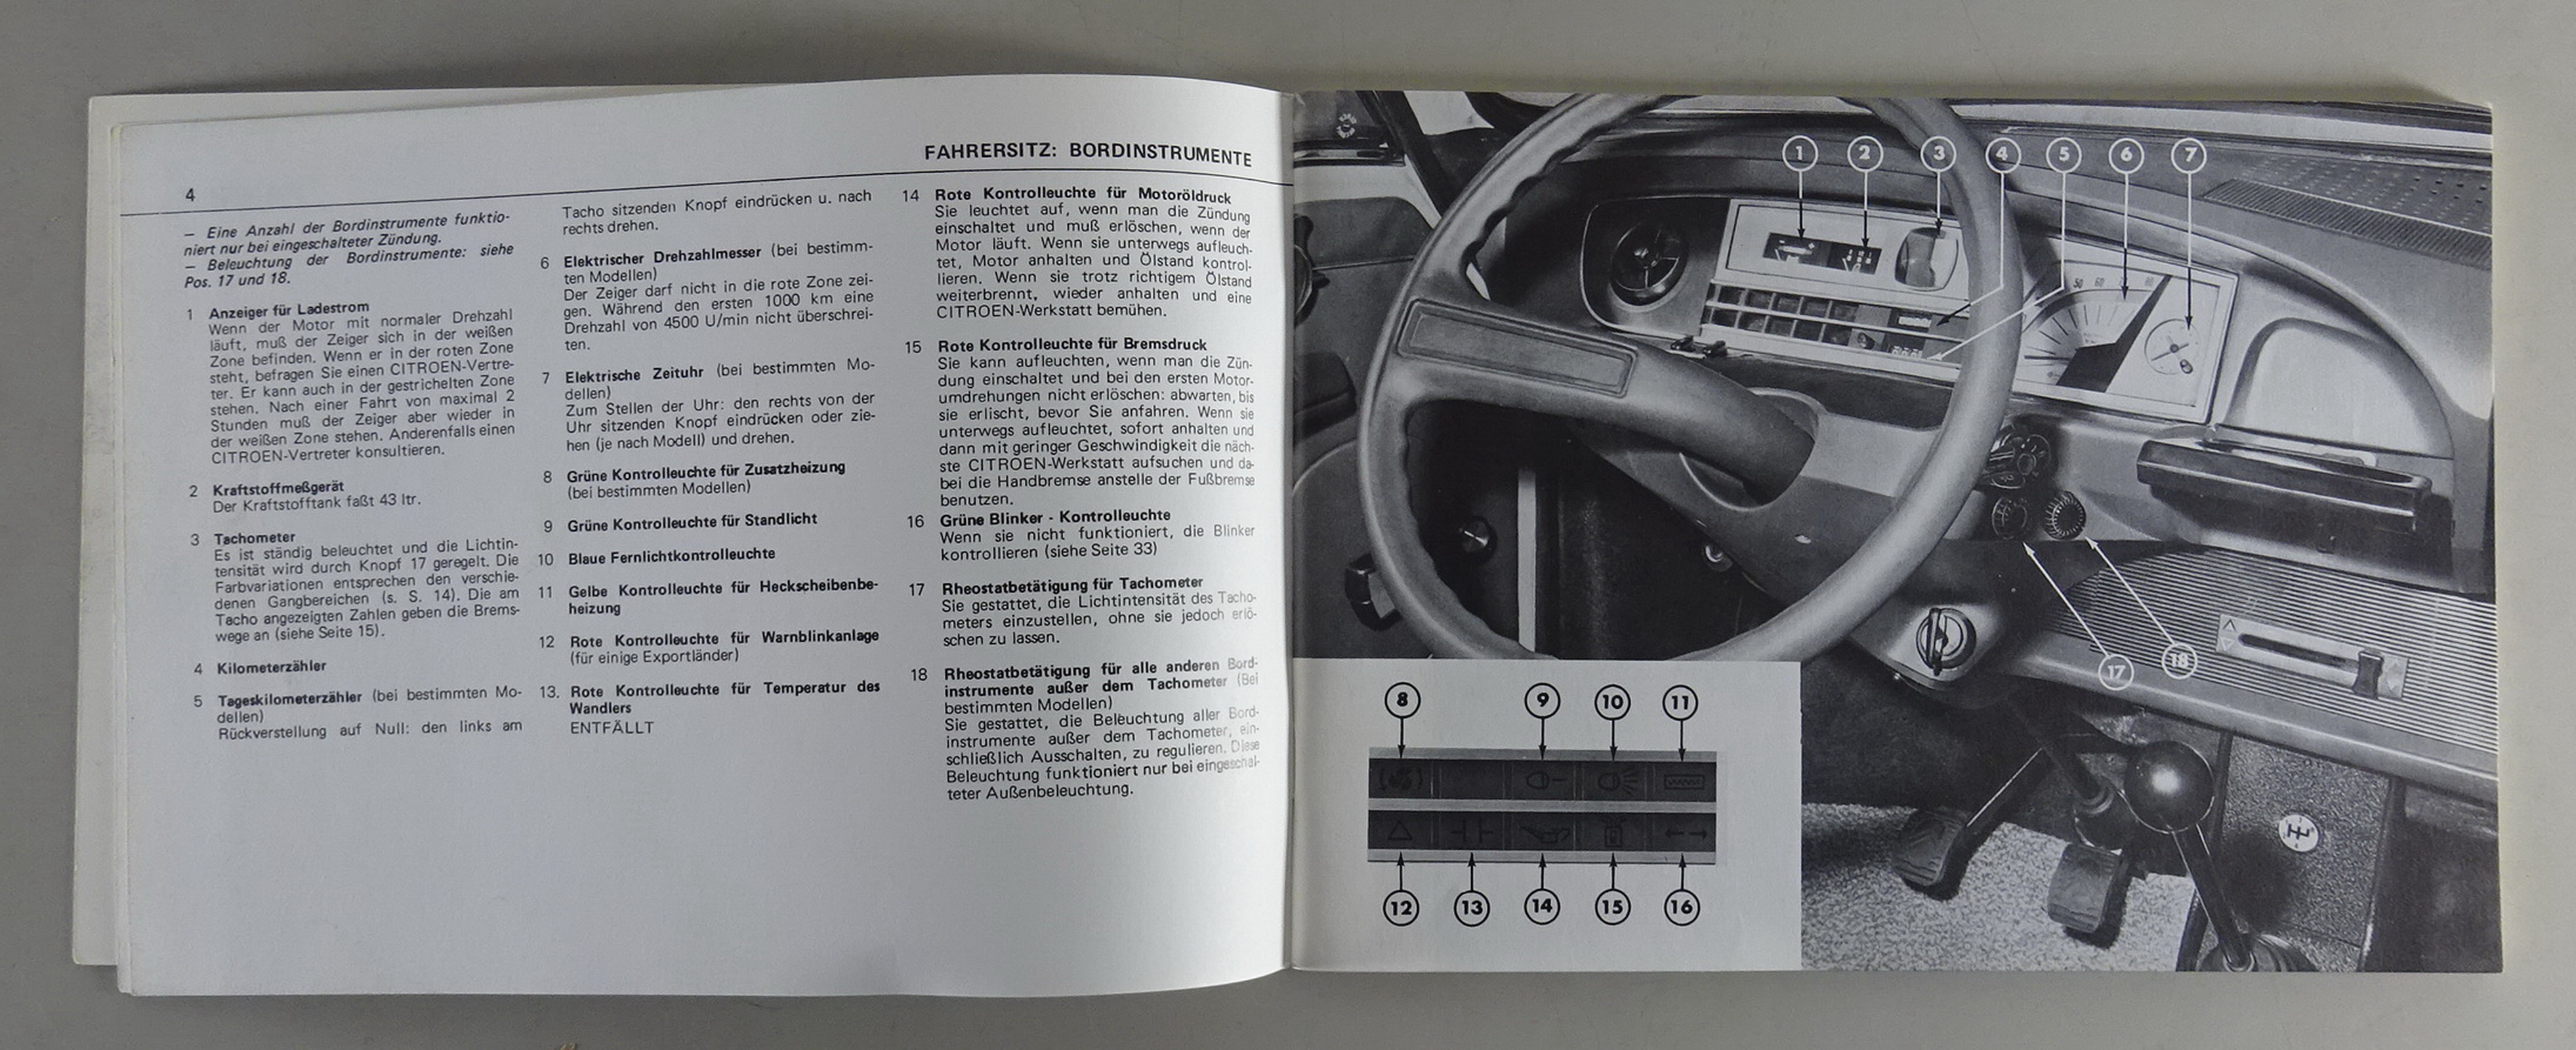 FAHRERSITZ: BORDINSTRUMENTE
4
– Eine Anzahl der Bordinstrumente funktio-
niert nur bei eingeschalteter Zündung.
– Beleuchtung der Bordinstrumente: siehe
Pos. 17 und 18.
1 Anzeiger für Ladestrom
Wenn der Motor mit normaler Drehzahl
läuft, muß der Zeiger sich in der weißen
Zone befinden. Wenn er in der roten Zone
steht, befragen Sie einen CITROEN-Vertre-
ter. Er kann auch in der gestrichelten Zone
stehen. Nach einer Fahrt von maximal 2
Stunden muß der Zeiger aber wieder in
der weißen Zone stehen. Anderenfalls einen
CITROEN-Vertreter konsultieren.
2 Kraftstoffmeßgerät
Der Kraftstofftank faßt 43 ltr.
3 Tachometer
Es ist ständig beleuchtet und die Lichtin-
tensität wird durch Knopf 17 geregelt. Die
Farbvariationen entsprechen den verschie-
denen Gangbereichen (s. S. 14). Die am
Tacho angezeigten Zahlen geben die Brems-
wege an (siehe Seite 15).
4 Kilometerzähler
5 Tageskilometerzähler (bei bestimmten Mo-
dellen)
Rückverstellung auf Null: den links am
Tacho sitzenden Knopf eindrücken u. nach
rechts drehen.
6 Elektrischer Drehzahlmesser (bei bestimm-
ten Modellen)
Der Zeiger darf nicht in die rote Zone zei-
gen. Während den ersten 1000 km eine
Drehzahl von 4500 U/min nicht überschrei-
ten.
7 Elektrische Zeituhr (bei bestimmten Mo-
dellen)
Zum Stellen der Uhr: den rechts von der
Uhr sitzenden Knopf eindrücken oder zie-
hen (je nach Modell) und drehen.
8 Grüne Kontrolleuchte für Zusatzheizung
(bei bestimmten Modellen)
9 Grüne Kontrolleuchte für Standlicht
10 Blaue Fernlichtkontrolleuchte
11 Gelbe Kontrolleuchte für Heckscheibenbe-
heizung
12 Rote Kontrolleuchte für Warnblinkanlage
(für einige Exportländer)
13. Rote Kontrolleuchte für Temperatur des
Wandlers
ENTFÄLLT
14 Rote Kontrolleuchte für Motoröldruck
Sie leuchtet auf, wenn man die Zündung
einschaltet und muß erlöschen, wenn der
Motor läuft. Wenn sie unterwegs aufleuch-
tet, Motor anhalten und Ölstand kontrol-
lieren. Wenn sie trotz richtigem Ölstand
weiterbrennt, wieder anhalten und eine
CITROEN-Werkstatt bemühen.
15 Rote Kontrolleuchte für Bremsdruck
Sie kann aufleuchten, wenn man die Zün-
dung einschaltet und bei den ersten Motor-
umdrehungen nicht erlöschen: abwarten, bis
sie erlischt, bevor Sie anfahren. Wenn sie
unterwegs aufleuchtet, sofort anhalten und
dann mit geringer Geschwindigkeit die näch-
ste CITROEN-Werkstatt aufsuchen und da-
bei die Handbremse anstelle der Fußbremse
benutzen.
16 Grüne Blinker - Kontrolleuchte
Wenn sie nicht funktioniert, die Blinker
kontrollieren (siehe Seite 33)
17 Rheostatbetätigung für Tachometer
Sie gestattet, die Lichtintensität des Tacho-
meters einzustellen, ohne sie jedoch erlö-
schen zu lassen.
18 Rheostatbetätigung für alle anderen Bord-
instrumente außer dem Tachometer (Bei
bestimmten Modellen)
Sie gestattet, die Beleuchtung aller Bord-
instrumente außer dem Tachometer, ein-
schließlich Ausschalten, zu regulieren. Diese
Beleuchtung funktioniert nur bei eingeschal-
teter Außenbeleuchtung.
1 2 3 4 5 6 7
50 60
17 18
8 9 10 11
12 13 14 15 16